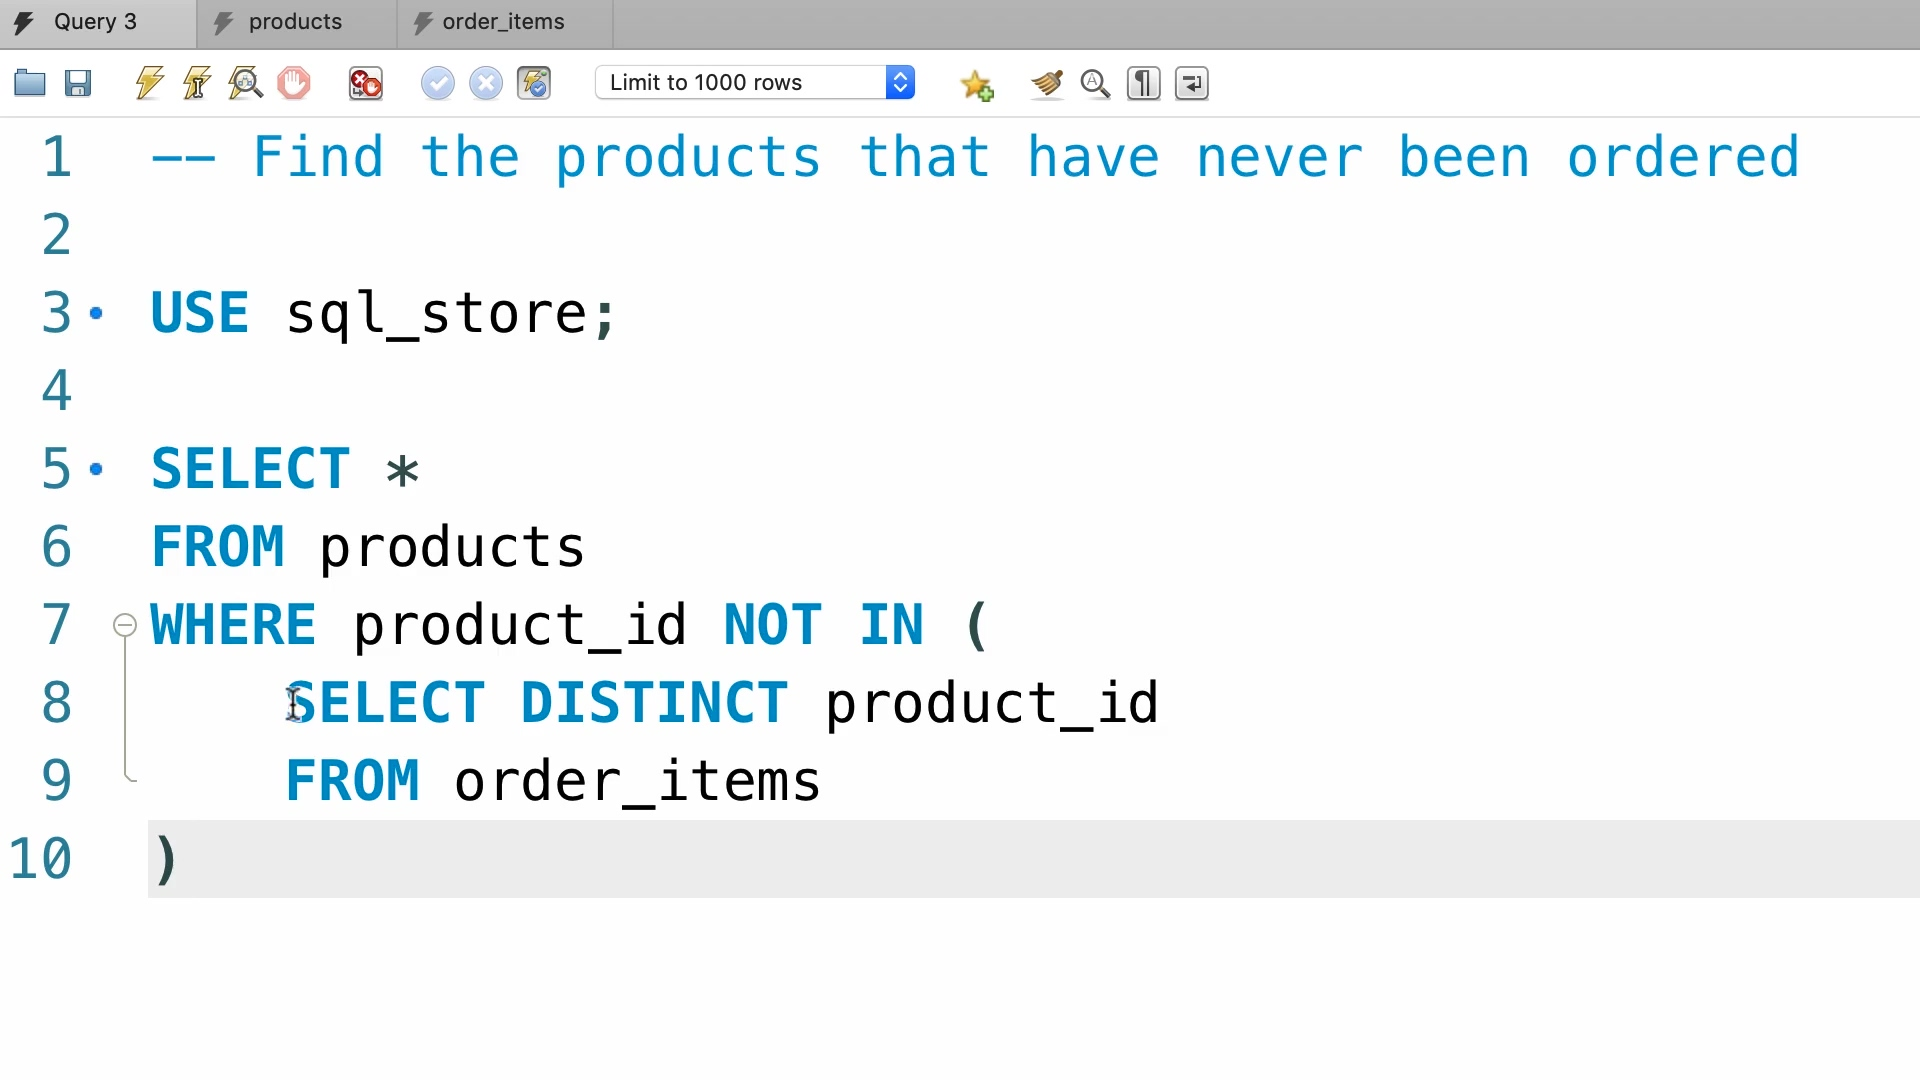 Query 3 products order_items
Limit to 1000 rows
1 -- Find the products that have never been ordered
2
3 USE sql_store;
4
5 SELECT *
6 FROM products
7 WHERE product_id NOT IN (
8 SELECT DISTINCT product_id
9 FROM order_items
10 )